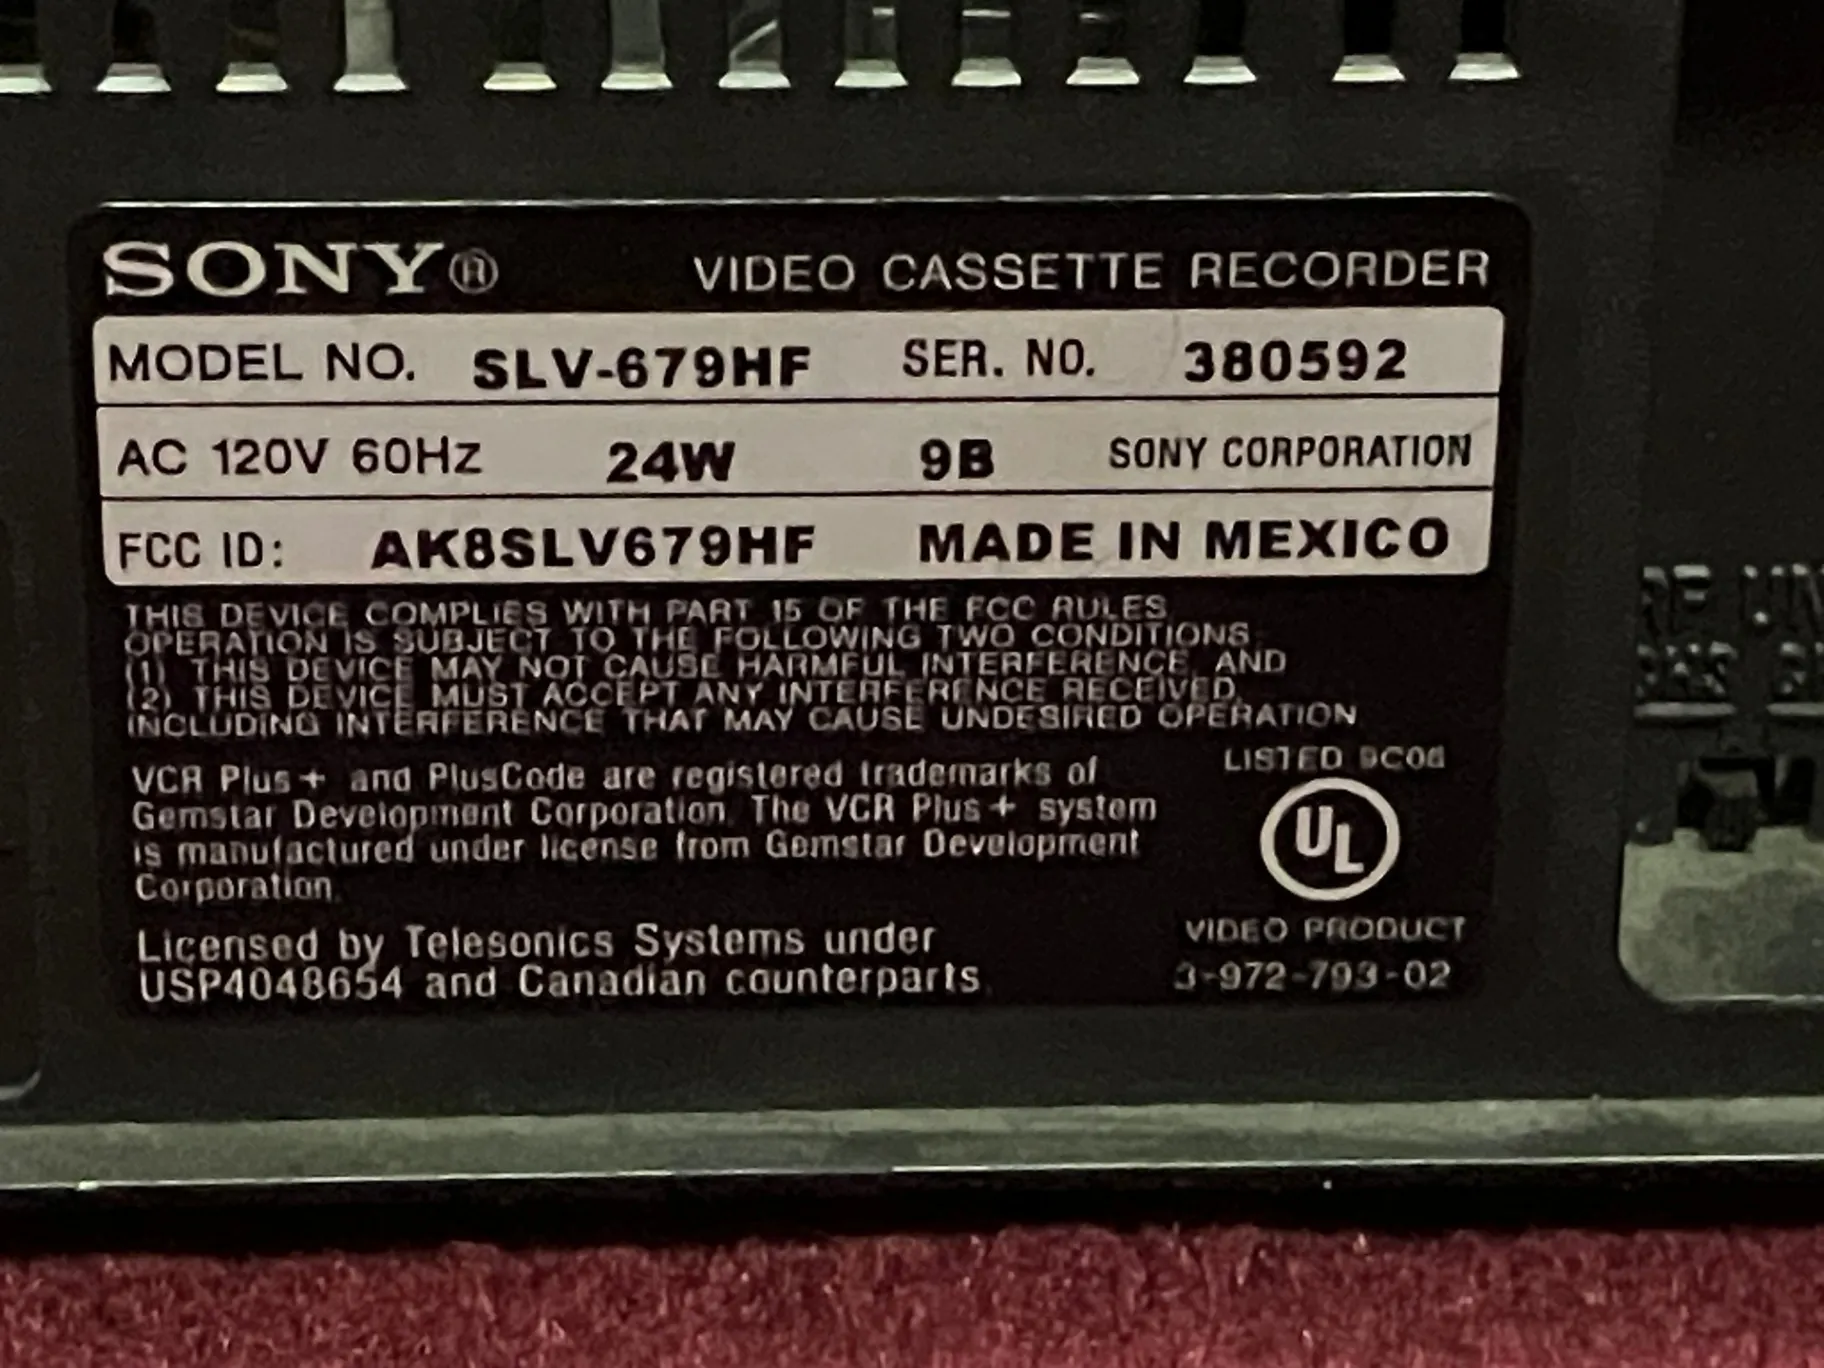 SONY®
VIDEO CASSETTE RECORDER
MODEL NO. SLV-679HF SER. NO. 380592
AC 120V 60Hz 24W 9B SONY CORPORATION
FCC ID: AK8SLV679HF MADE IN MEXICO
THIS DEVICE COMPLIES WITH PART 15 OF THE FCC RULES
OPERATION IS SUBJECT TO THE FOLLOWING TWO CONDITIONS
(1) THIS DEVICE MAY NOT CAUSE HARMFUL INTERFERENCE, AND
(2) THIS DEVICE MUST ACCEPT ANY INTERFERENCE RECEIVED,
INCLUDING INTERFERENCE THAT MAY CAUSE UNDESIRED OPERATION
VCR Plus+ and PlusCode are registered trademarks of
Gemstar Development Corporation. The VCR Plus+ system
is manufactured under license from Gemstar Development
Corporation.
Licensed by Telesonics Systems under
USP4048654 and Canadian counterparts.
LISTED 9C06
UL
VIDEO PRODUCT
3-972-793-02